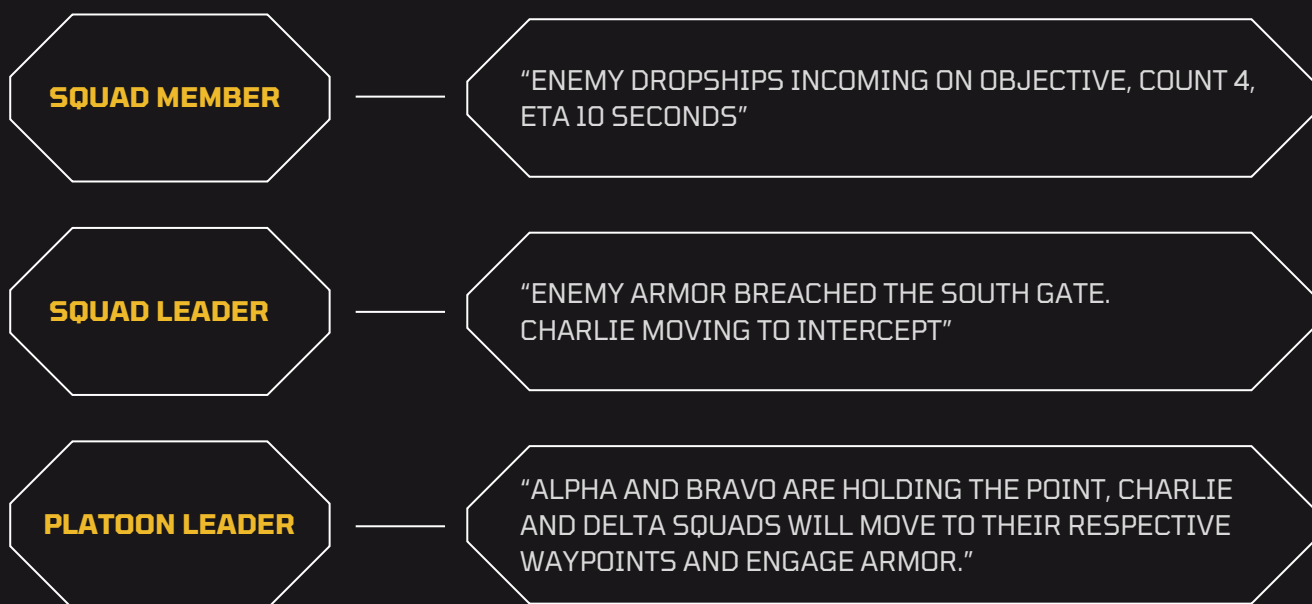 SQUAD MEMBER
“ENEMY DROPSHIPS INCOMING ON OBJECTIVE, COUNT 4,
ETA 10 SECONDS”
SQUAD LEADER
“ENEMY ARMOR BREACHED THE SOUTH GATE.
CHARLIE MOVING TO INTERCEPT”
PLATOON LEADER
“ALPHA AND BRAVO ARE HOLDING THE POINT, CHARLIE
AND DELTA SQUADS WILL MOVE TO THEIR RESPECTIVE
WAYPOINTS AND ENGAGE ARMOR.”